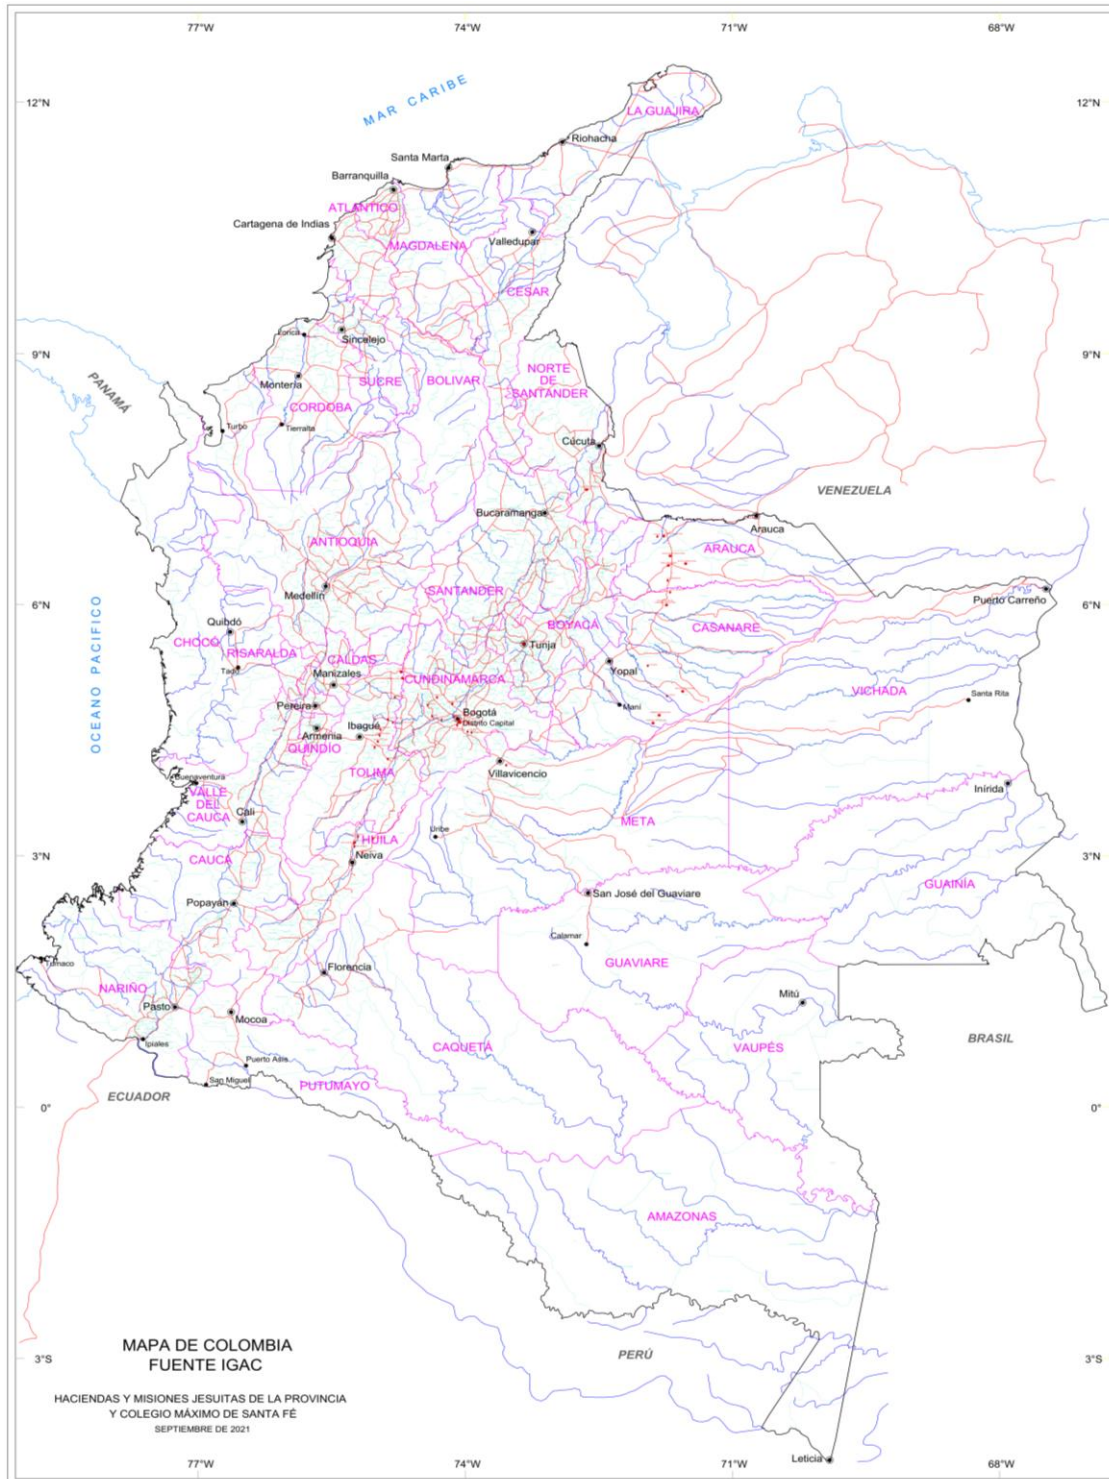 77°W 74°W 71°W 68°W
12°N 12°N
MAR CARIBE
LA GUAJIRA
Riohacha
Santa Marta
Barranquilla
ATLANTICO
Cartagena de Indias
MAGDALENA
Valledupar
CESAR
Lorica
Sincelejo
9°N 9°N
PANAMÁ
Montería
SUCRE
BOLIVAR
NORTE
DE
SANTANDER
CORDOBA
Turbo
Tierralta
Cúcuta
VENEZUELA
Bucaramanga
Arauca
ANTIOQUIA
ARAUCA
Medellín
SANTANDER
Puerto Carreño
6°N 6°N
OCEANO PACIFICO
Quibdó
BOYACÁ
CASANARE
CHOCÓ
RISARALDA
Tunja
Tadó
CALDAS
Yopal
Manizales
CUNDINAMARCA
VICHADA
Santa Rita
Pereira
Maní
Bogotá
Distrito Capital
Ibagué
Armenia
QUINDÍO
TOLIMA
Villavicencio
Buenaventura
VALLE
DEL
CAUCA
Inírida
Cali
META
Uribe
HUILA
3°N 3°N
CAUCA
Neiva
GUAINÍA
San José del Guaviare
Popayán
Calamar
GUAVIARE
Tumaco
Florencia
NARIÑO
Mitú
Pasto
Mocoa
BRASIL
Ipiales
CAQUETÁ
VAUPÉS
Puerto Asís
San Miguel
PUTUMAYO
ECUADOR
0° 0°
AMAZONAS
MAPA DE COLOMBIA
FUENTE IGAC
PERÚ
3°S 3°S
HACIENDAS Y MISIONES JESUITAS DE LA PROVINCIA
Y COLEGIO MÁXIMO DE SANTA FÉ
SEPTIEMBRE DE 2021
Leticia
77°W 74°W 71°W 68°W